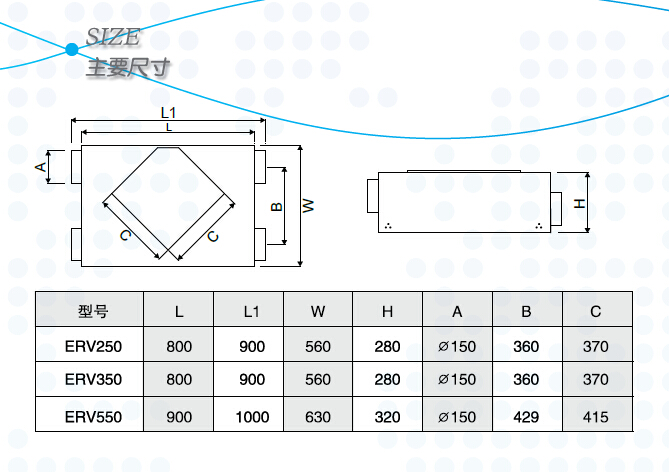 SIZE
主要尺寸
L1
L
A
C
C
B
W
H
型号 L L1 W H A B C
ERV250 800 900 560 280 ∅150 360 370
ERV350 800 900 560 280 ∅150 360 370
ERV550 900 1000 630 320 ∅150 429 415